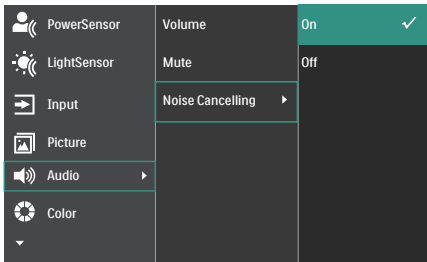 PowerSensor
LightSensor
Input
Picture
Audio
Color
Volume
Mute
Noise Cancelling
On
Off